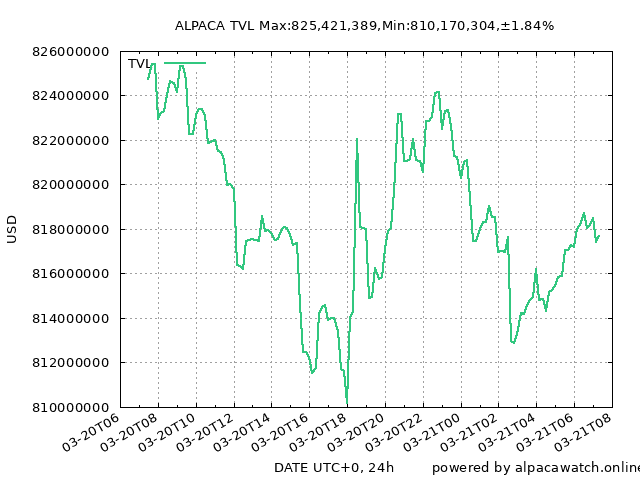 ALPACA TVL Max:825,421,389,Min:810,170,304,±1.84%
826000000
824000000
822000000
820000000
818000000
816000000
814000000
812000000
810000000
USD
TVL
03-20T06
03-20T08
03-20T10
03-20T12
03-20T14
03-20T16
03-20T18
03-20T20
03-20T22
03-21T00
03-21T02
03-21T04
03-21T06
03-21T08
DATE UTC+0, 24h
powered by alpacawatch.online